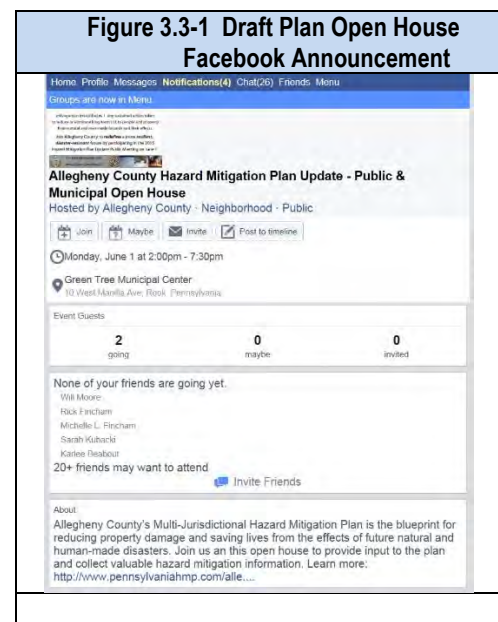 Figure 3.3-1 Draft Plan Open House
Facebook Announcement
Home Profile Messages Notifications(4) Chat(26) Friends Menu
Groups are now in Menu.
Allegheny County Hazard Mitigation Plan Update - Public &
Municipal Open House
Hosted by Allegheny County · Neighborhood · Public
Join Maybe Invite Post to timeline
Monday, June 1 at 2:00pm - 7:30pm
Green Tree Municipal Center
10 West Manilla Ave, Rook, Pennsylvania
Event Guests
2 0 0
going maybe invited
None of your friends are going yet.
Will Moore
Rick Fincham
Michelle L. Fincham
Sarah Kubacki
Karlee Beabout
20+ friends may want to attend
Invite Friends
About
Allegheny County's Multi-Jurisdictional Hazard Mitigation Plan is the blueprint for
reducing property damage and saving lives from the effects of future natural and
human-made disasters. Join us an this open house to provide input to the plan
and collect valuable hazard mitigation information. Learn more:
http://www.pennsylvaniahmp.com/alle....